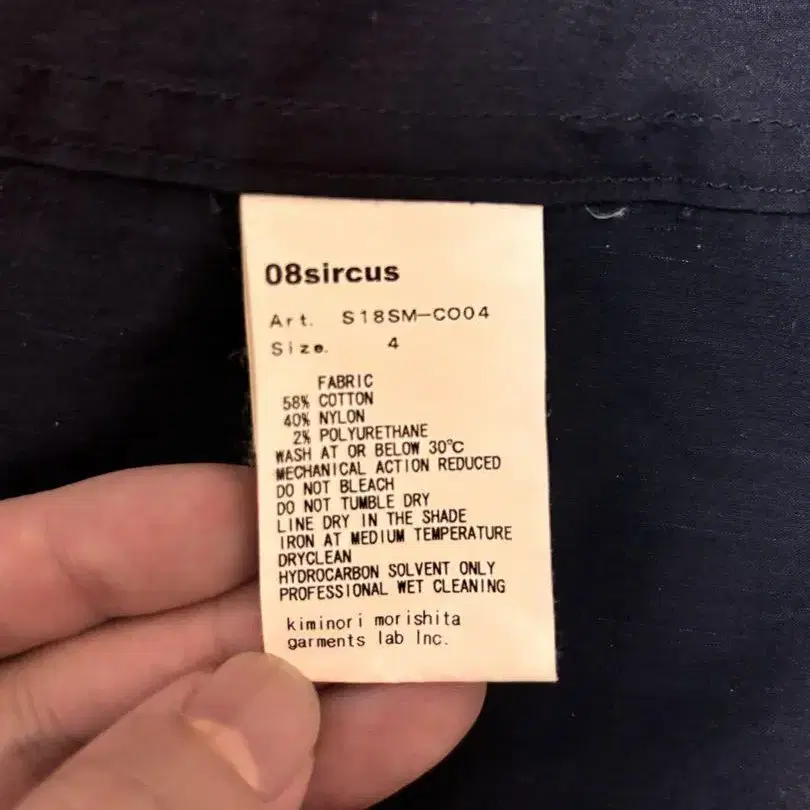 08sircus
Art. S18SM-CO04
Size. 4
FABRIC
58% COTTON
40% NYLON
2% POLYURETHANE
WASH AT OR BELOW 30℃
MECHANICAL ACTION REDUCED
DO NOT BLEACH
DO NOT TUMBLE DRY
LINE DRY IN THE SHADE
IRON AT MEDIUM TEMPERATURE
DRYCLEAN
HYDROCARBON SOLVENT ONLY
PROFESSIONAL WET CLEANING
kiminori morishita
garments lab Inc.